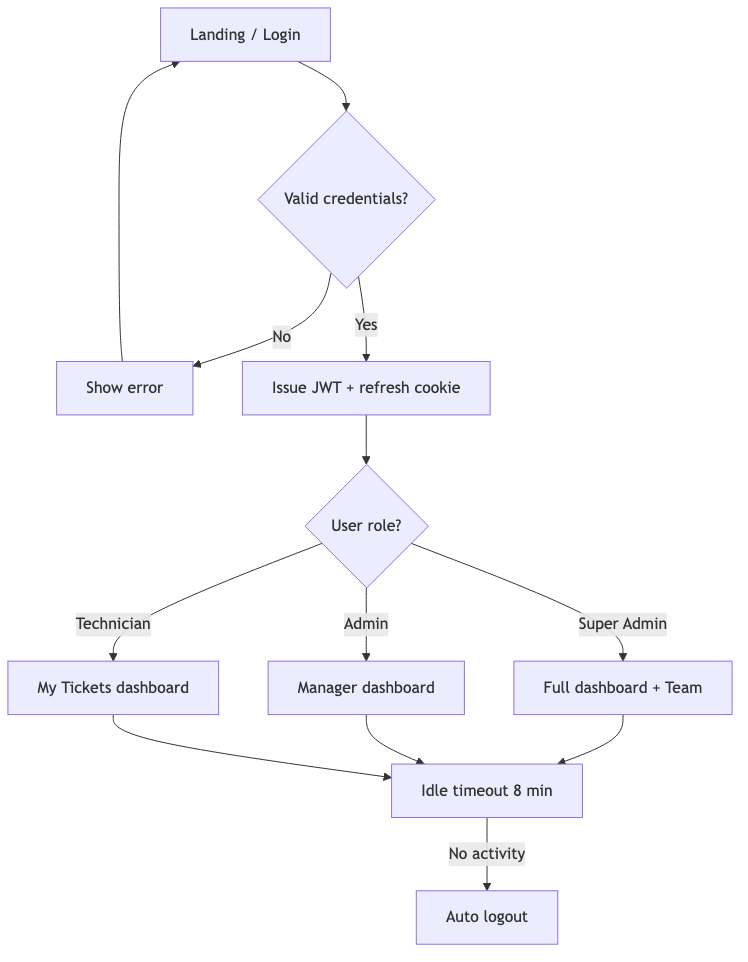 Landing / Login
Valid credentials?
No
Yes
Show error
Issue JWT + refresh cookie
User role?
Technician
Admin
Super Admin
My Tickets dashboard
Manager dashboard
Full dashboard + Team
Idle timeout 8 min
No activity
Auto logout